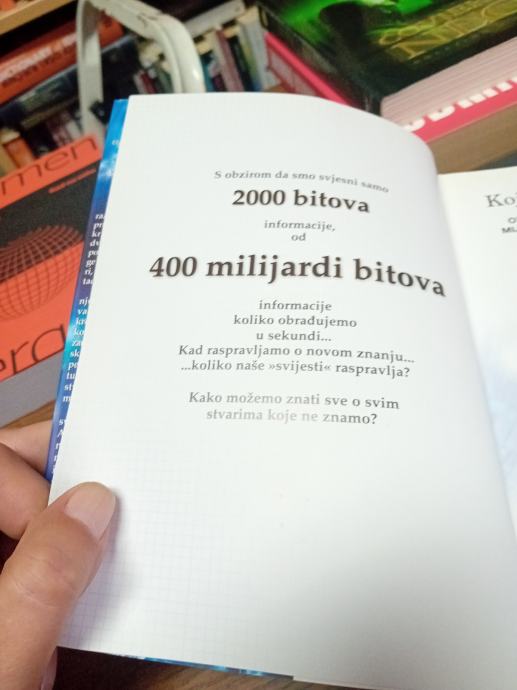 S obzirom da smo svjesni samo
2000 bitova
informacije,
od
400 milijardi bitova
informacije
koliko obrađujemo
u sekundi...
Kad raspravljamo o novom znanju...
...koliko naše »svijesti« raspravlja?
Kako možemo znati sve o svim
stvarima koje ne znamo?